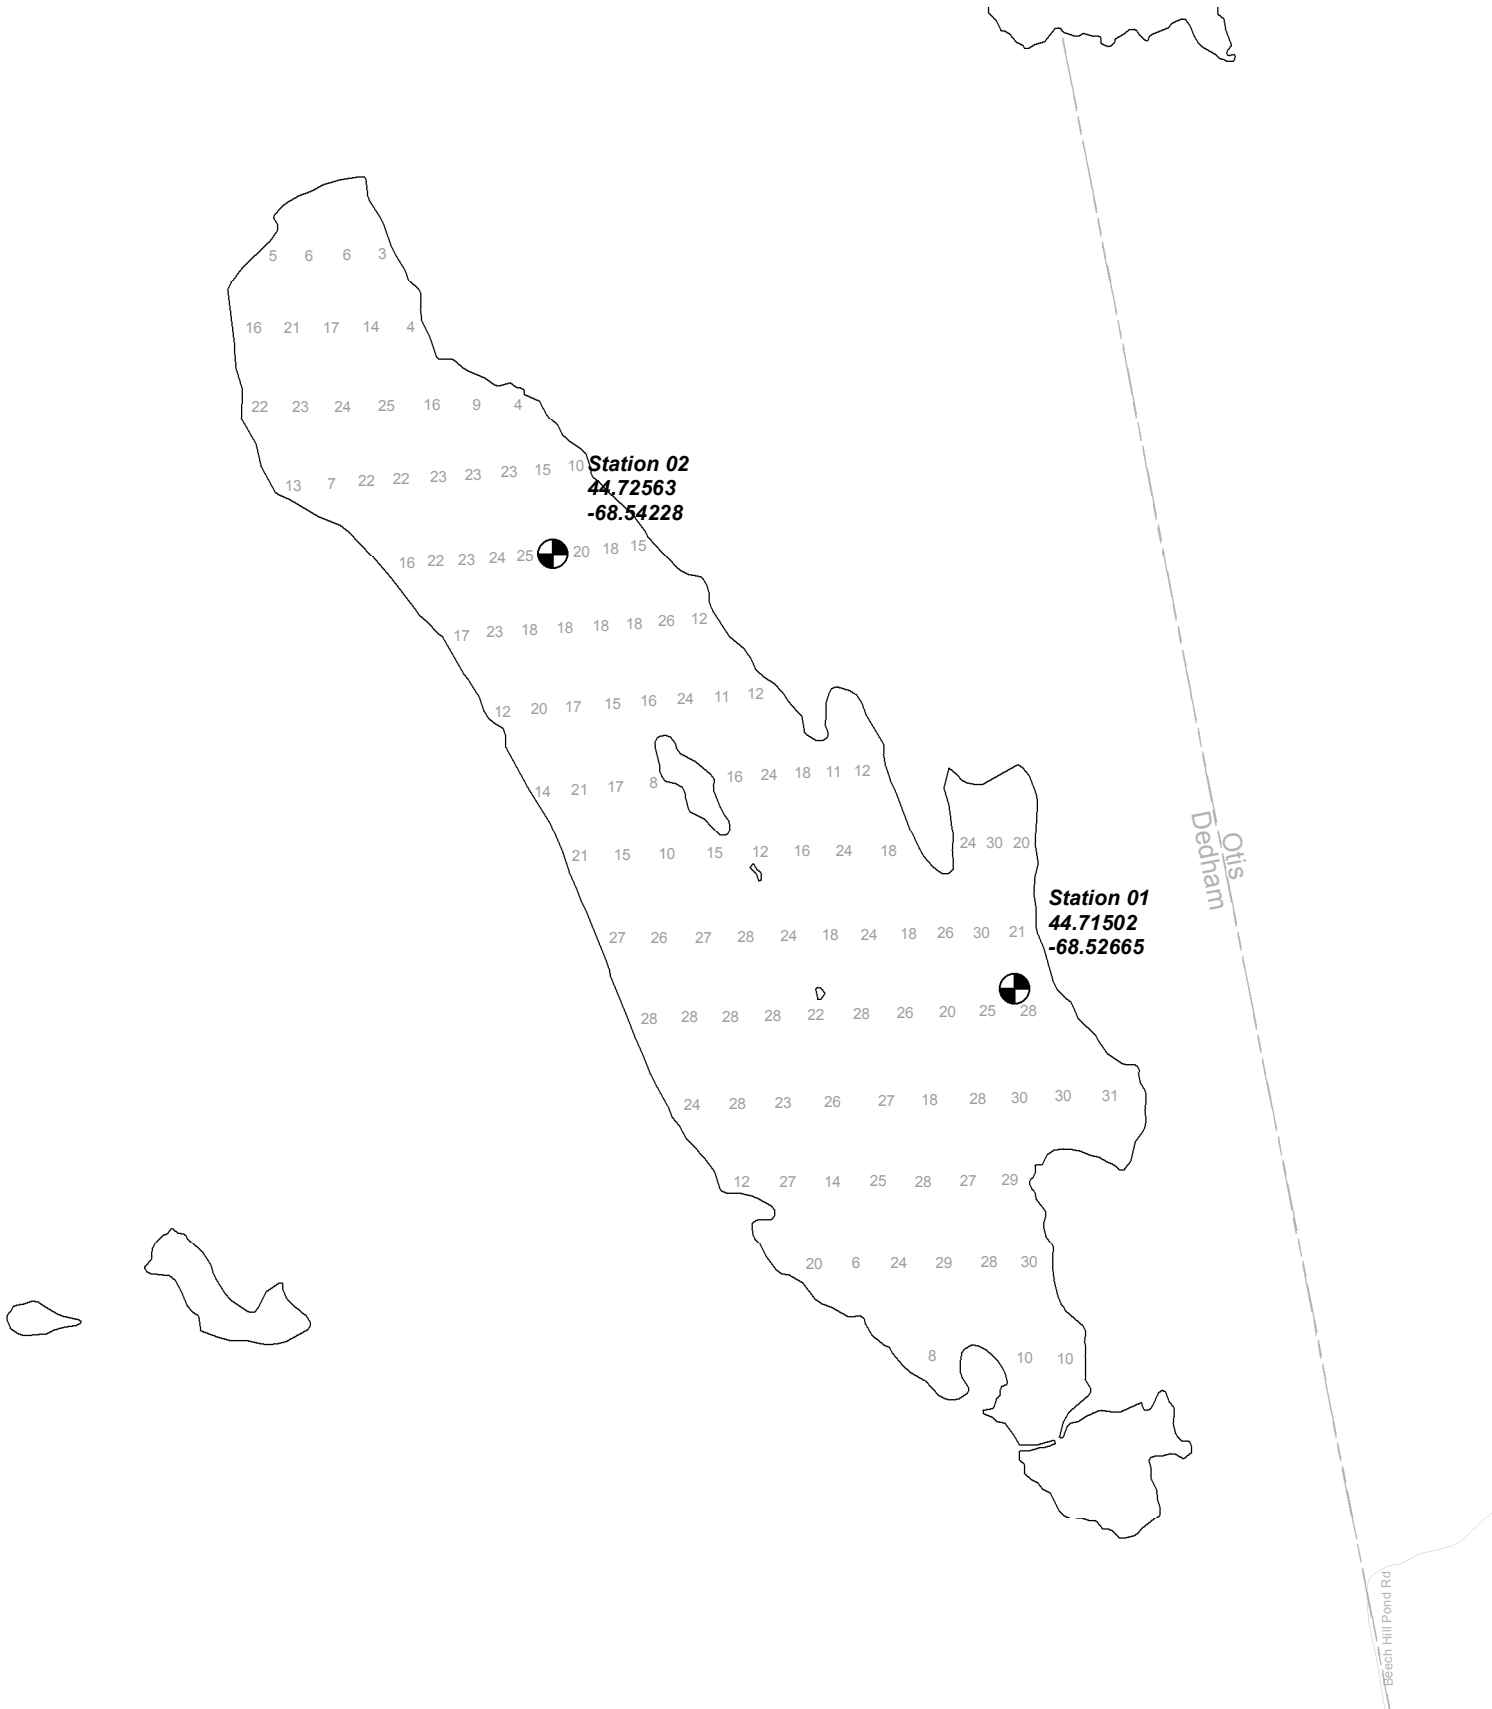 5 6 6 3
16 21 17 14 4
22 23 24 25 16 9 4
13 7 22 22 23 23 23 15 10
Station 02
44.72563
-68.54228
16 22 23 24 25 20 18 15
17 23 18 18 18 18 26 12
12 20 17 15 16 24 11 12
14 21 17 8 16 24 18 11 12
21 15 10 15 12 16 24 18 24 30 20
Otis
Dedham
Station 01
44.71502
-68.52665
27 26 27 28 24 18 24 18 26 30 21
28 28 28 28 22 28 26 20 25 28
24 28 23 26 27 18 28 30 30 31
12 27 14 25 28 27 29
20 6 24 29 28 30
8 10 10
Beech Hill Pond Rd